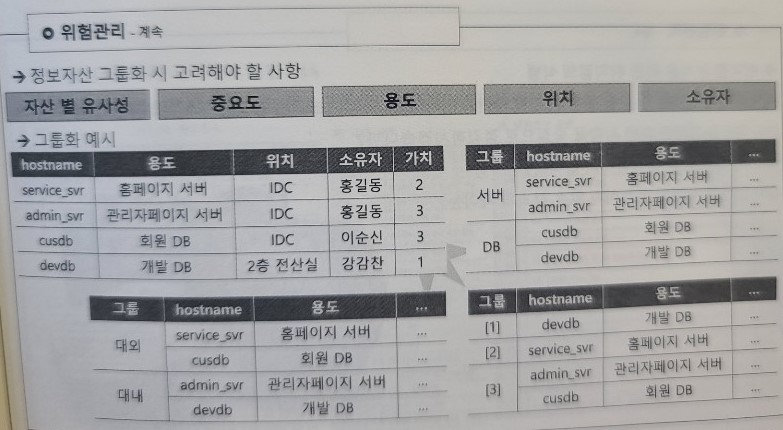 위험관리 - 계속
→ 정보자산 그룹화 시 고려해야 할 사항
자산 별 유사성 중요도 용도 위치 소유자
→ 그룹화 예시
hostname 용도 위치 소유자 가치
service_svr 홈페이지 서버 IDC 홍길동 2
admin_svr 관리자페이지 서버 IDC 홍길동 3
cusdb 회원 DB IDC 이순신 3
devdb 개발 DB 2층 전산실 강감찬 1
그룹 hostname 용도 ...
서버 service_svr 홈페이지 서버 ...
admin_svr 관리자페이지 서버 ...
DB cusdb 회원 DB ...
devdb 개발 DB ...
그룹 hostname 용도 ...
대외 service_svr 홈페이지 서버 ...
cusdb 회원 DB ...
대내 admin_svr 관리자페이지 서버 ...
devdb 개발 DB ...
그룹 hostname 용도 ...
[1] devdb 개발 DB ...
[2] service_svr 홈페이지 서버 ...
[3] admin_svr 관리자페이지 서버 ...
cusdb 회원 DB ...